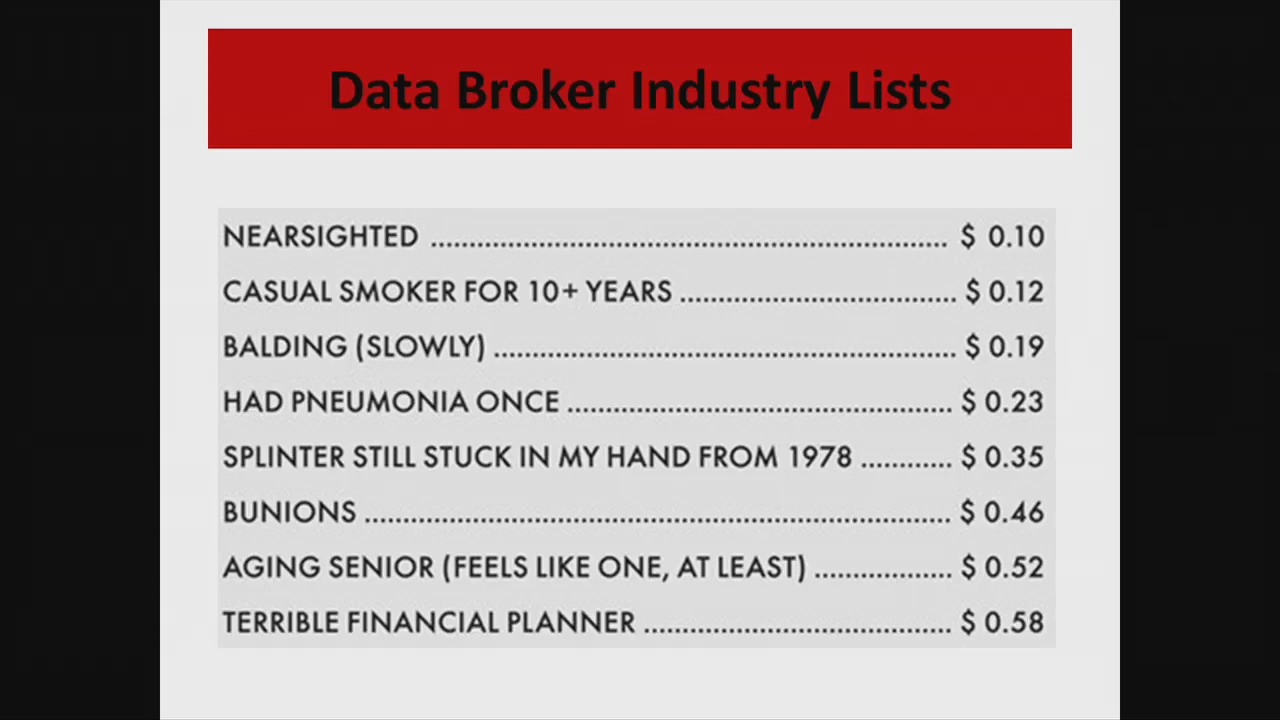 Data Broker Industry Lists
NEARSIGHTED ................................................................... $ 0.10
CASUAL SMOKER FOR 10+ YEARS .................................... $ 0.12
BALDING (SLOWLY) ............................................................ $ 0.19
HAD PNEUMONIA ONCE .................................................. $ 0.23
SPLINTER STILL STUCK IN MY HAND FROM 1978 ............ $ 0.35
BUNIONS ............................................................................ $ 0.46
AGING SENIOR (FEELS LIKE ONE, AT LEAST) .................. $ 0.52
TERRIBLE FINANCIAL PLANNER ........................................ $ 0.58